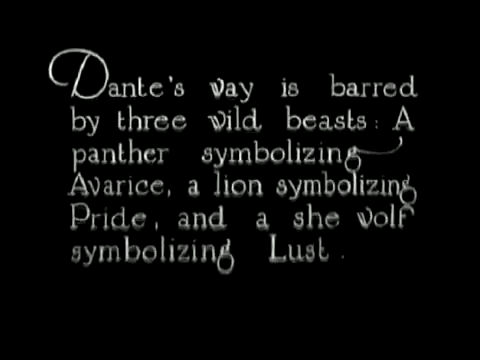 Dante's way is barred
by three wild beasts: A
panther symbolizing
Avarice, a lion symbolizing
Pride, and a she wolf
symbolizing Lust.